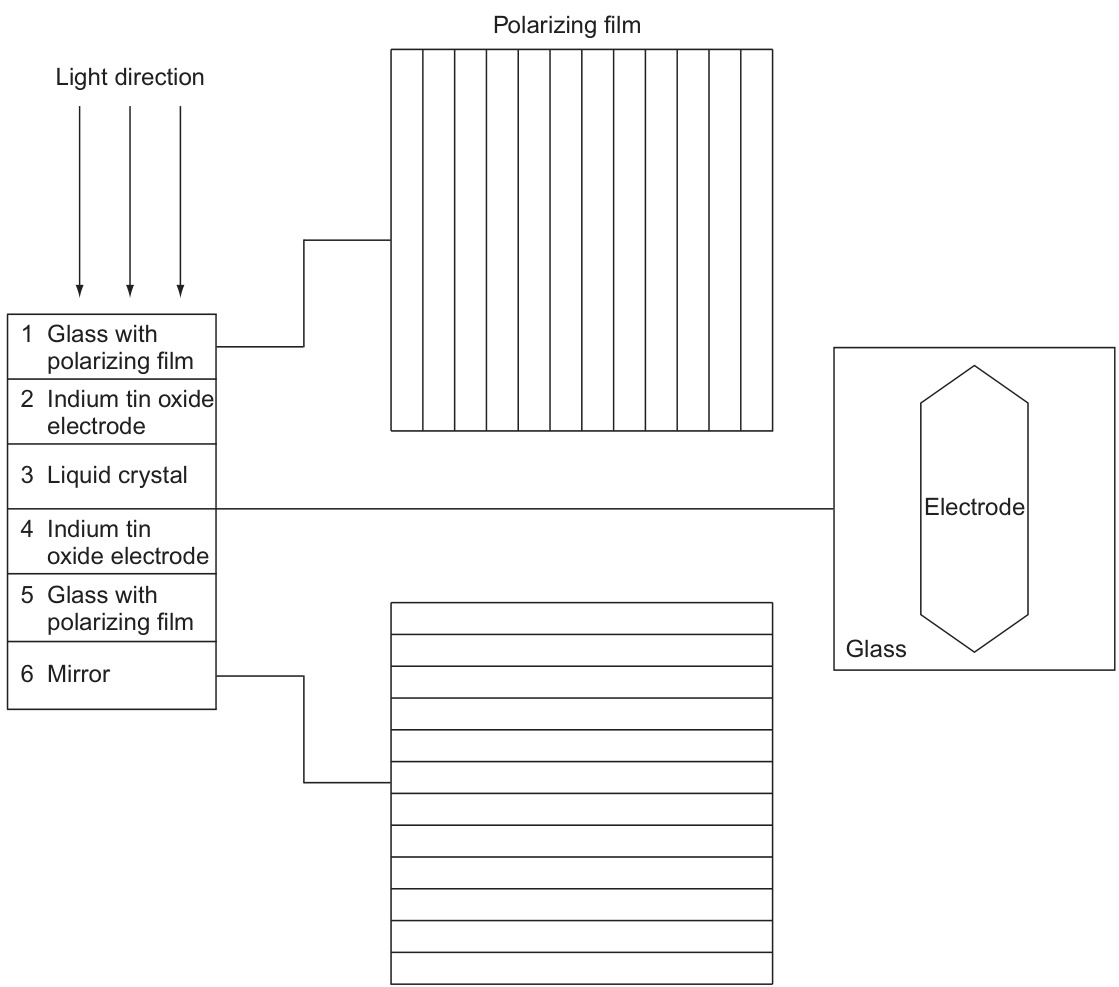 Polarizing film
Light direction
1 Glass with
polarizing film
2 Indium tin oxide
electrode
3 Liquid crystal
4 Indium tin
oxide electrode
5 Glass with
polarizing film
6 Mirror
Electrode
Glass